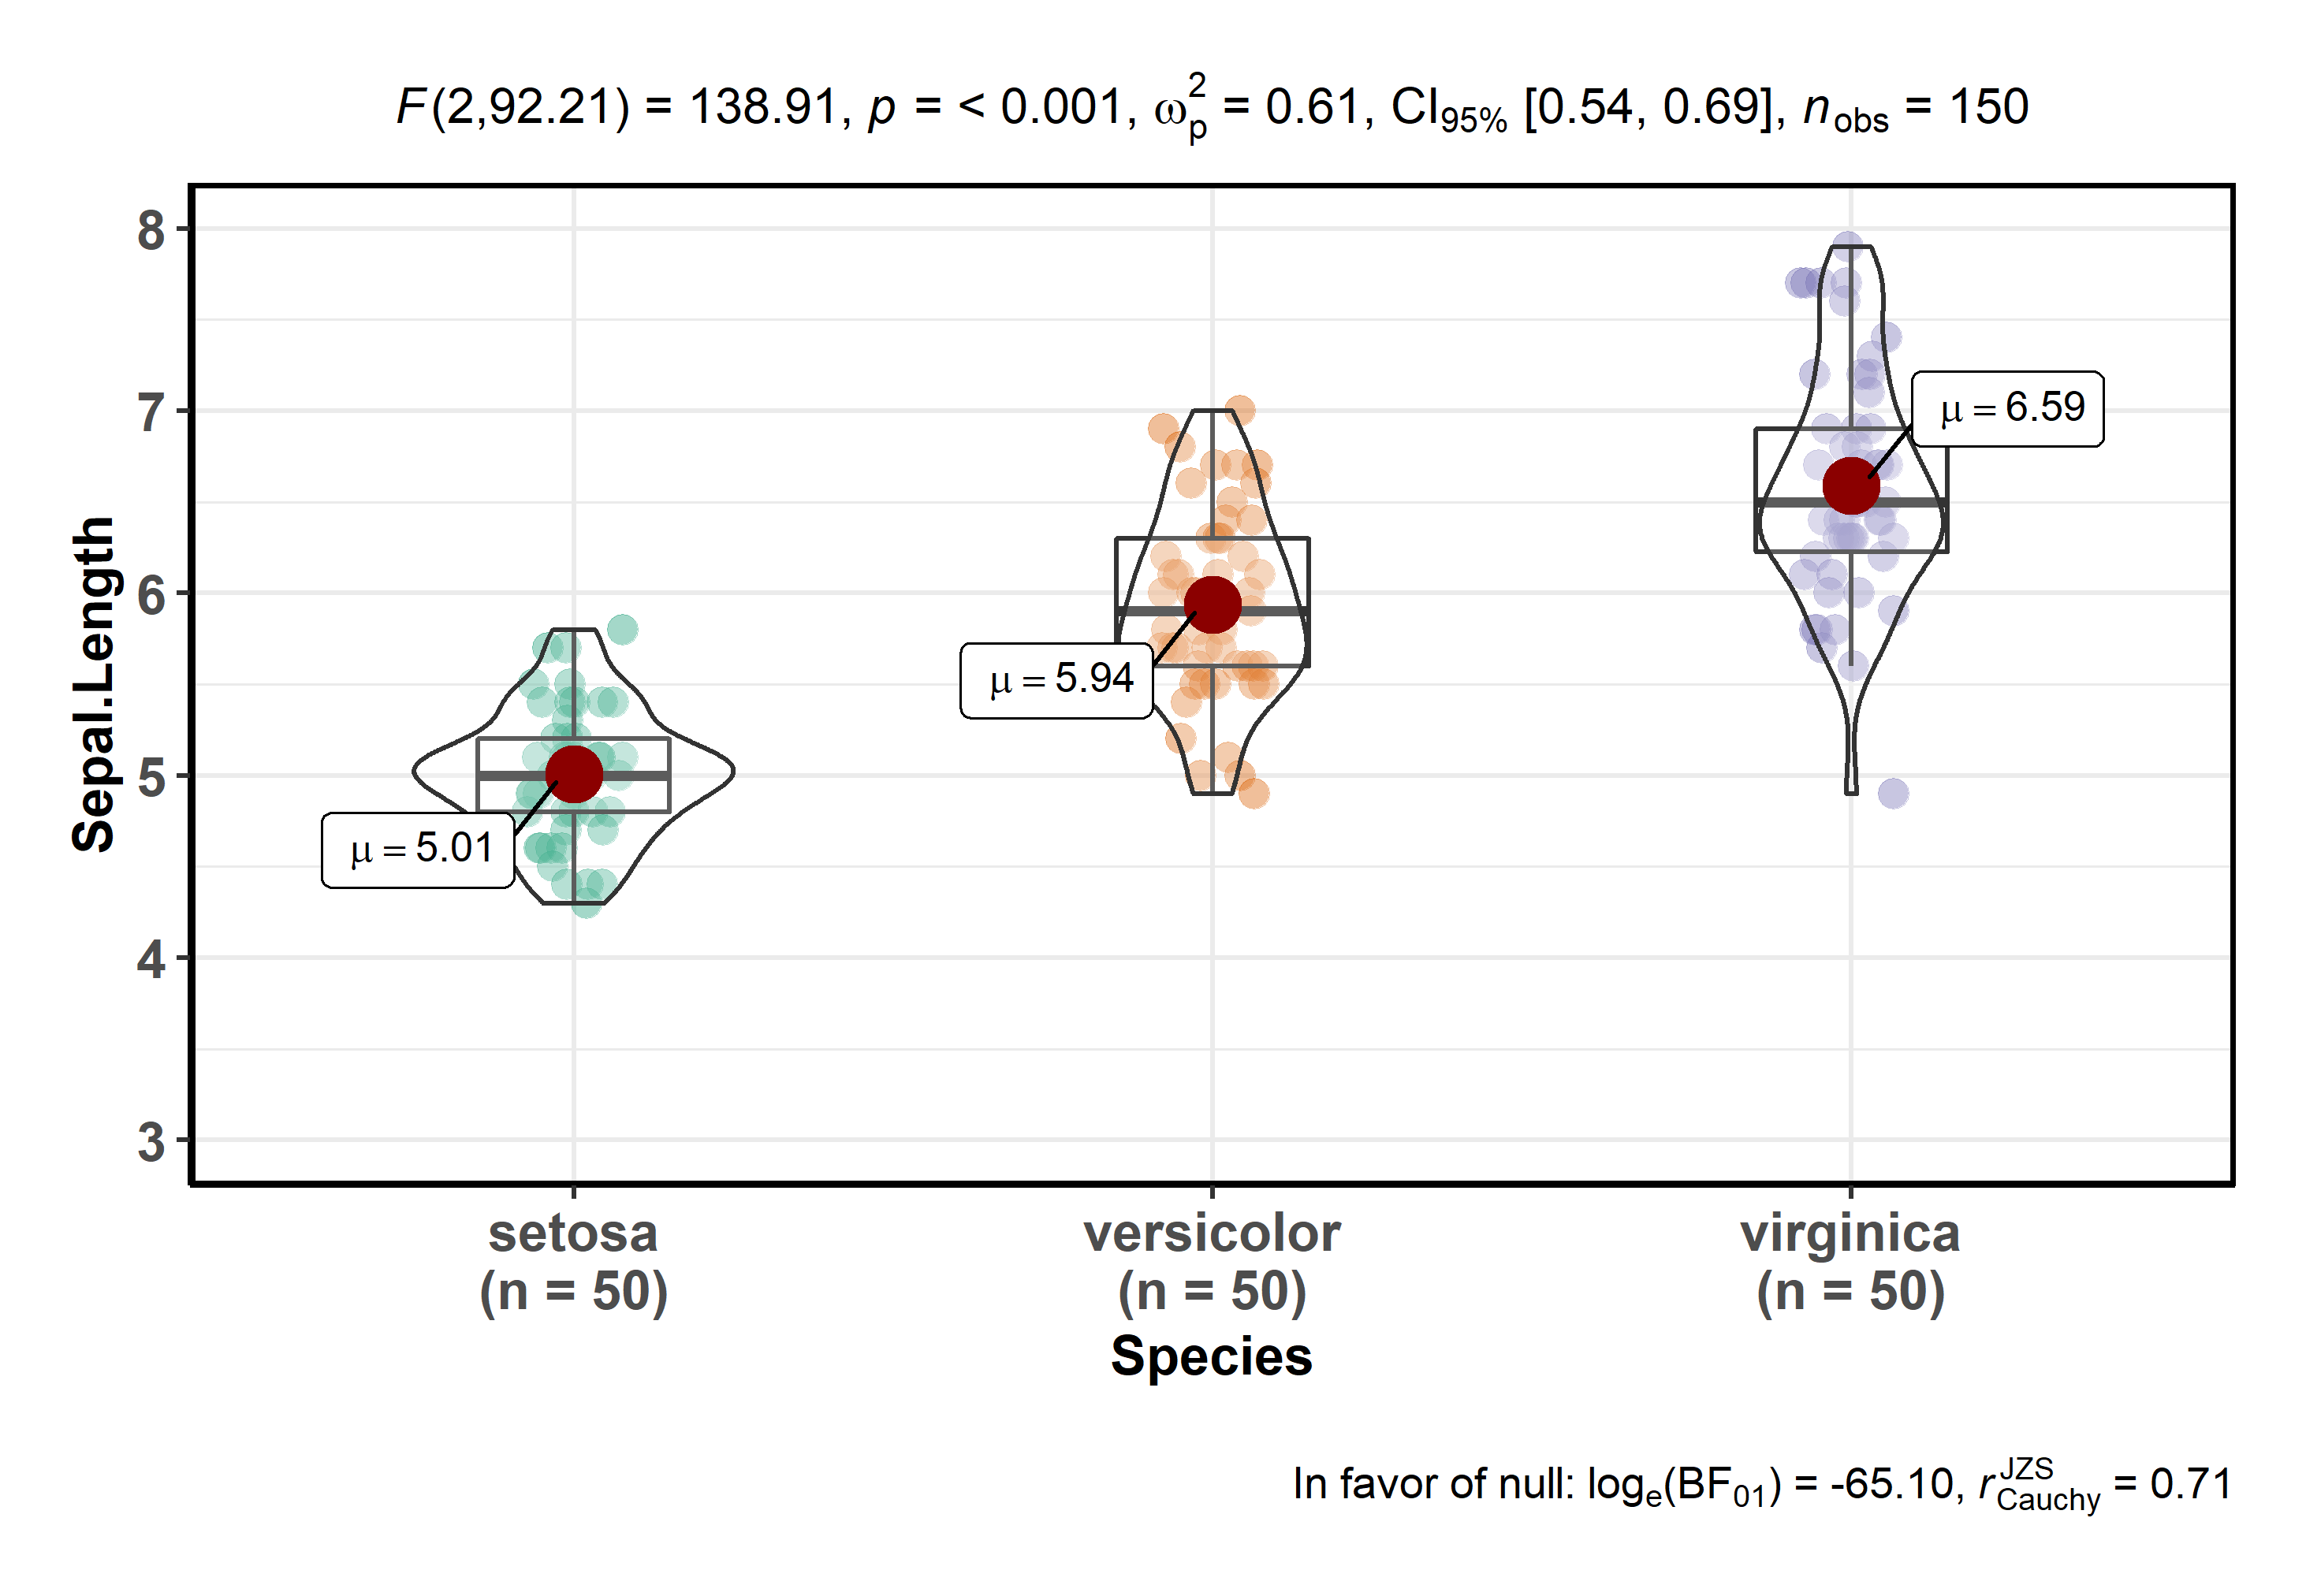 F(2,92.21) = 138.91, p = < 0.001, ω²ₚ = 0.61, CI₉₅% [0.54, 0.69], n_obs = 150
Sepal.Length
8
7
6
5
4
3
μ = 6.59
μ = 5.94
μ = 5.01
setosa versicolor virginica
(n = 50) (n = 50) (n = 50)
Species
In favor of null: logₑ(BF₀₁) = -65.10, r^JZS_Cauchy = 0.71